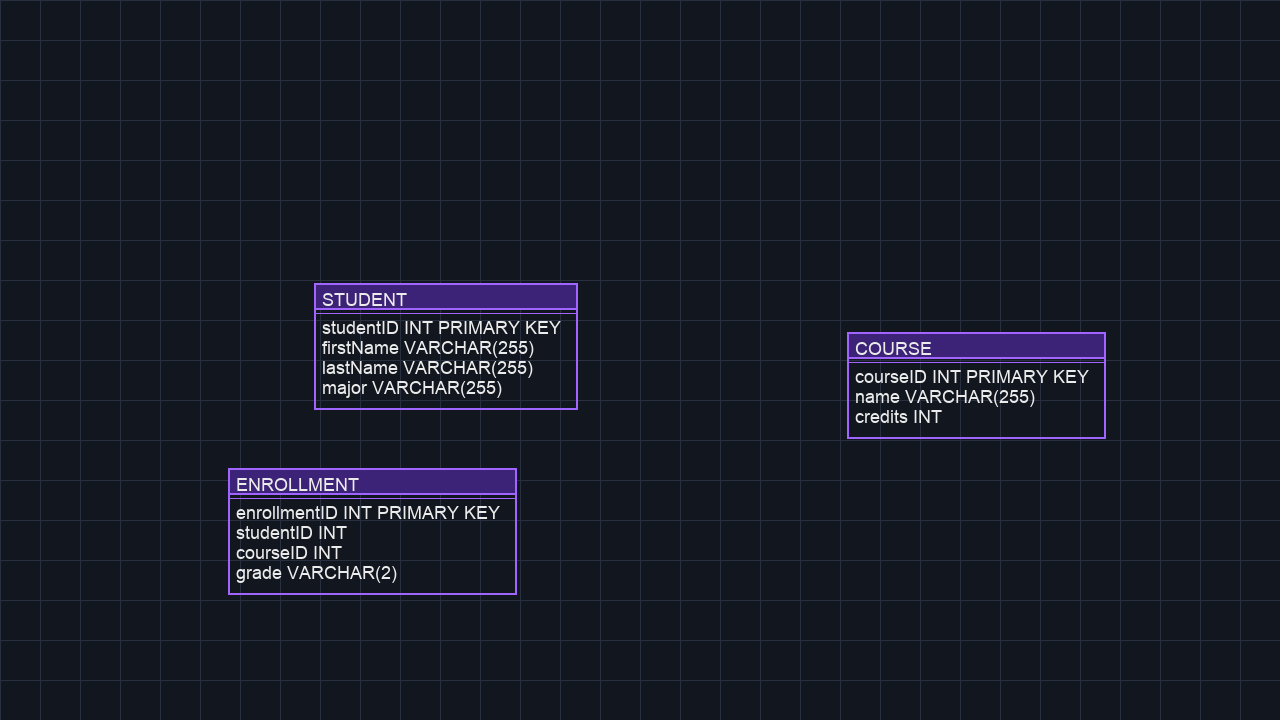 STUDENT
studentID INT PRIMARY KEY
firstName VARCHAR(255)
lastName VARCHAR(255)
major VARCHAR(255)
COURSE
courseID INT PRIMARY KEY
name VARCHAR(255)
credits INT
ENROLLMENT
enrollmentID INT PRIMARY KEY
studentID INT
courseID INT
grade VARCHAR(2)